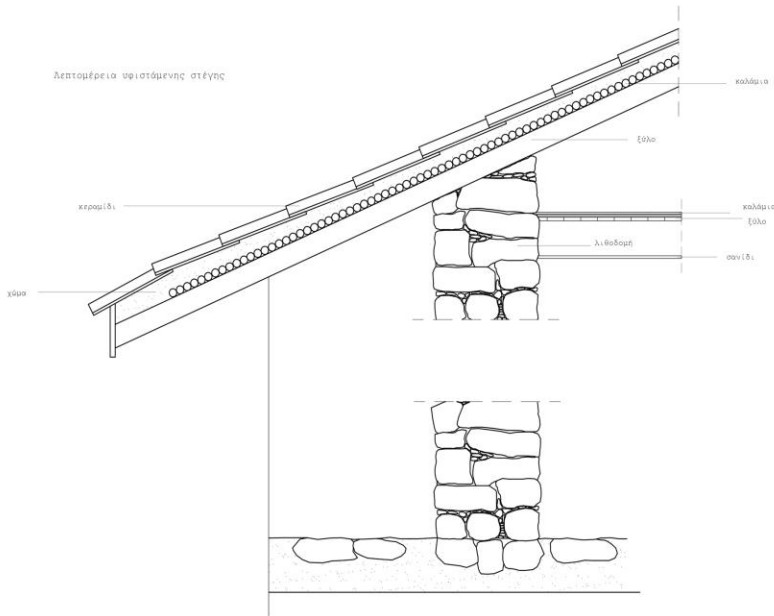 Λεπτομέρεια υφιστάμενης στέγης
καλάμια
ξύλο
κεραμίδι
καλάμια
ξύλο
λιθοδομή
σανίδι
χώμα